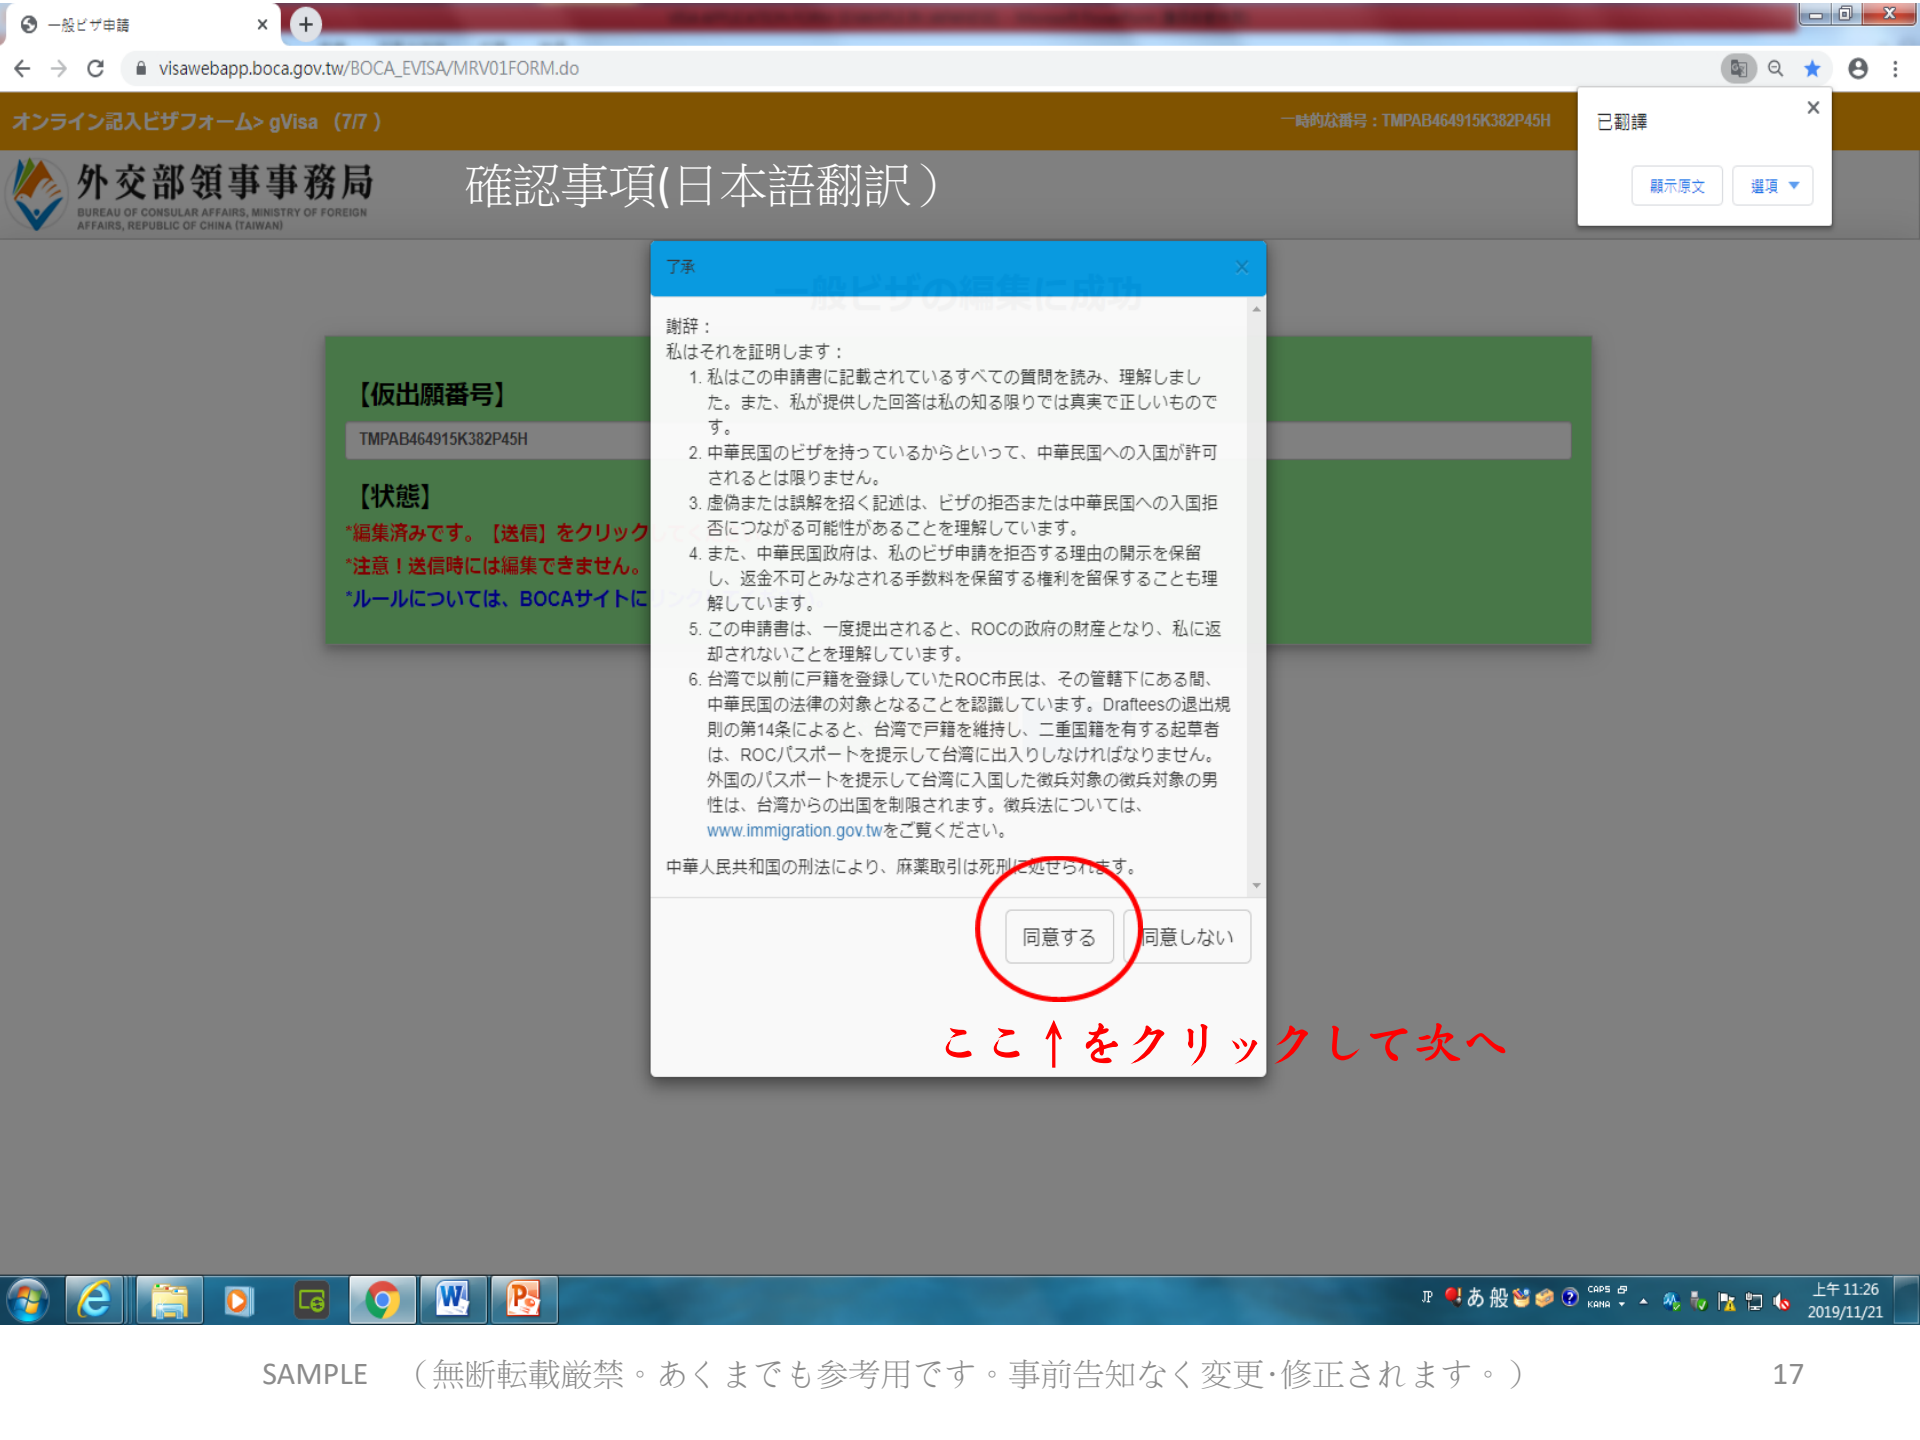 一般ビザ申請
visawebapp.boca.gov.tw/BOCA_EVISA/MRV01FORM.do
オンライン記入ビザフォーム> gVisa （7/7 ）
一時的な番号：TMPAB464915K382P45H
已翻譯
顯示原文
選項
外交部領事事務局
BUREAU OF CONSULAR AFFAIRS, MINISTRY OF FOREIGN
AFFAIRS, REPUBLIC OF CHINA (TAIWAN)
確認事項(日本語翻訳）
了承
一般ビザの編集に成功
謝辞：
私はそれを証明します：
1. 私はこの申請書に記載されているすべての質問を読み、理解しまし
た。また、私が提供した回答は私の知る限りでは真実で正しいもので
す。
2. 中華民国のビザを持っているからといって、中華民国への入国が許可
されるとは限りません。
3. 虚偽または誤解を招く記述は、ビザの拒否または中華民国への入国拒
否につながる可能性があることを理解しています。
4. また、中華民国政府は、私のビザ申請を拒否する理由の開示を保留
し、返金不可とみなされる手数料を保留する権利を留保することも理
解しています。
5. この申請書は、一度提出されると、ROCの政府の財産となり、私に返
却されないことを理解しています。
6. 台湾で以前に戸籍を登録していたROC市民は、その管轄下にある間、
中華民国の法律の対象となることを認識しています。Drafteesの退出規
則の第14条によると、台湾で戸籍を維持し、二重国籍を有する起草者
は、ROCパスポートを提示して台湾に出入りしなければなりません。
外国のパスポートを提示して台湾に入国した徴兵対象の徴兵対象の男
性は、台湾からの出国を制限されます。徴兵法については、
www.immigration.gov.twをご覧ください。
中華人民共和国の刑法により、麻薬取引は死刑に処せられます。
同意する
同意しない
【仮出願番号】
TMPAB464915K382P45H
【状態】
*編集済みです。【送信】をクリック
*注意！送信時には編集できません。
*ルールについては、BOCAサイトに
ここ↑をクリックして次へ
JP あ 般 CAPS KANA
上午 11:26
2019/11/21
SAMPLE （無断転載厳禁。あくまでも参考用です。事前告知なく変更･修正されます。）
17